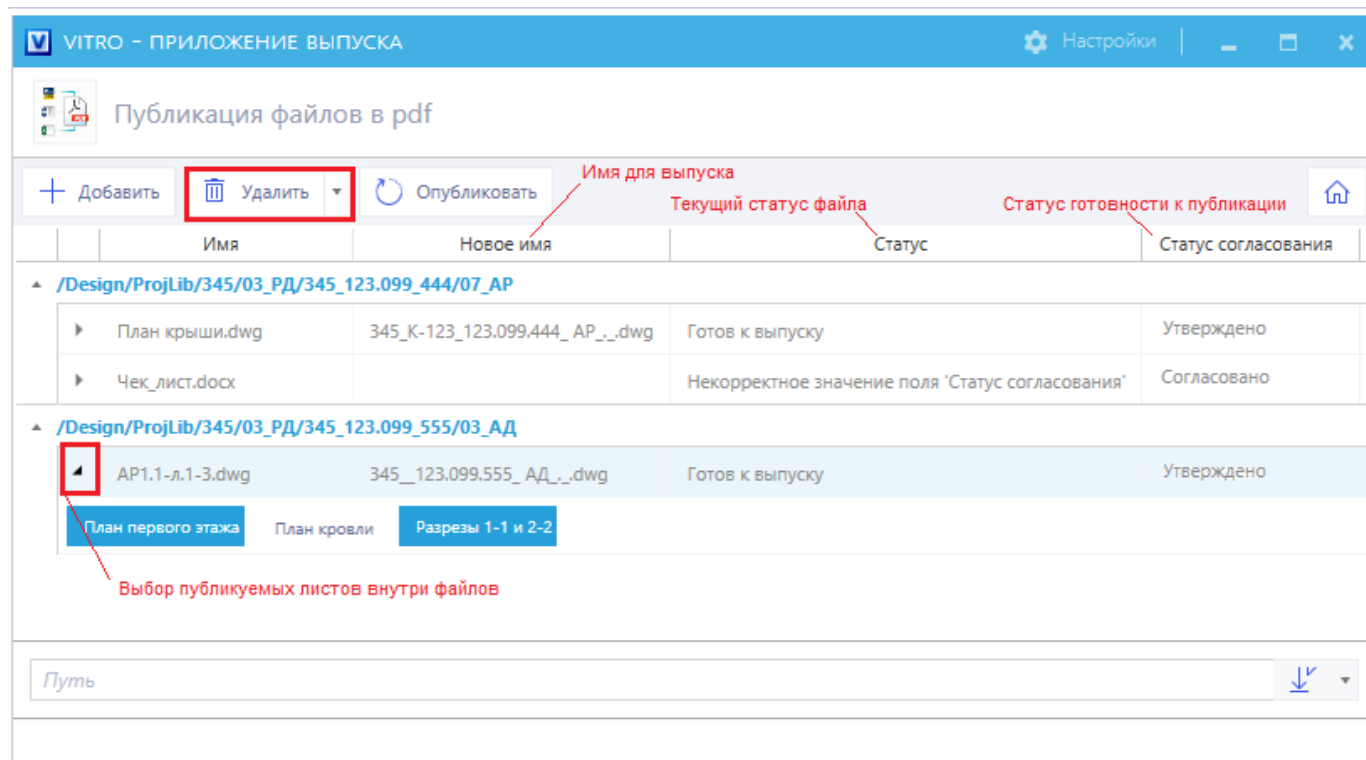 VITRO - ПРИЛОЖЕНИЕ ВЫПУСКА Настройки
Публикация файлов в pdf
Добавить Удалить Опубликовать
Имя для выпуска
Текущий статус файла Статус готовности к публикации
Имя Новое имя Статус Статус согласования
/Design/ProjLib/345/03_РД/345_123.099_444/07_АР
План крыши.dwg 345_К-123_123.099.444_ АР_._.dwg Готов к выпуску Утверждено
Чек_лист.docx Некорректное значение поля 'Статус согласования' Согласовано
/Design/ProjLib/345/03_РД/345_123.099_555/03_АД
АР1.1-л.1-3.dwg 345__123.099.555_ АД_._.dwg Готов к выпуску Утверждено
План первого этажа План кровли Разрезы 1-1 и 2-2
Выбор публикуемых листов внутри файлов
Путь